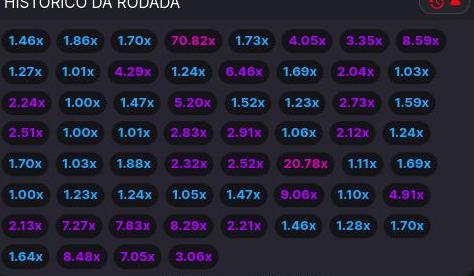 HISTÓRICO DA RODADA
1.46x 1.86x 1.70x 70.82x 1.73x 4.05x 3.35x 8.59x
1.27x 1.01x 4.29x 1.24x 6.46x 1.69x 2.04x 1.03x
2.24x 1.00x 1.47x 5.20x 1.52x 1.23x 2.73x 1.59x
2.51x 1.00x 1.01x 2.83x 2.91x 1.06x 2.12x 1.24x
1.70x 1.03x 1.88x 2.32x 2.52x 20.78x 1.11x 1.69x
1.00x 1.23x 1.24x 1.05x 1.47x 9.06x 1.10x 4.91x
2.13x 7.27x 7.83x 8.29x 2.21x 1.46x 1.28x 1.70x
1.64x 8.48x 7.05x 3.06x